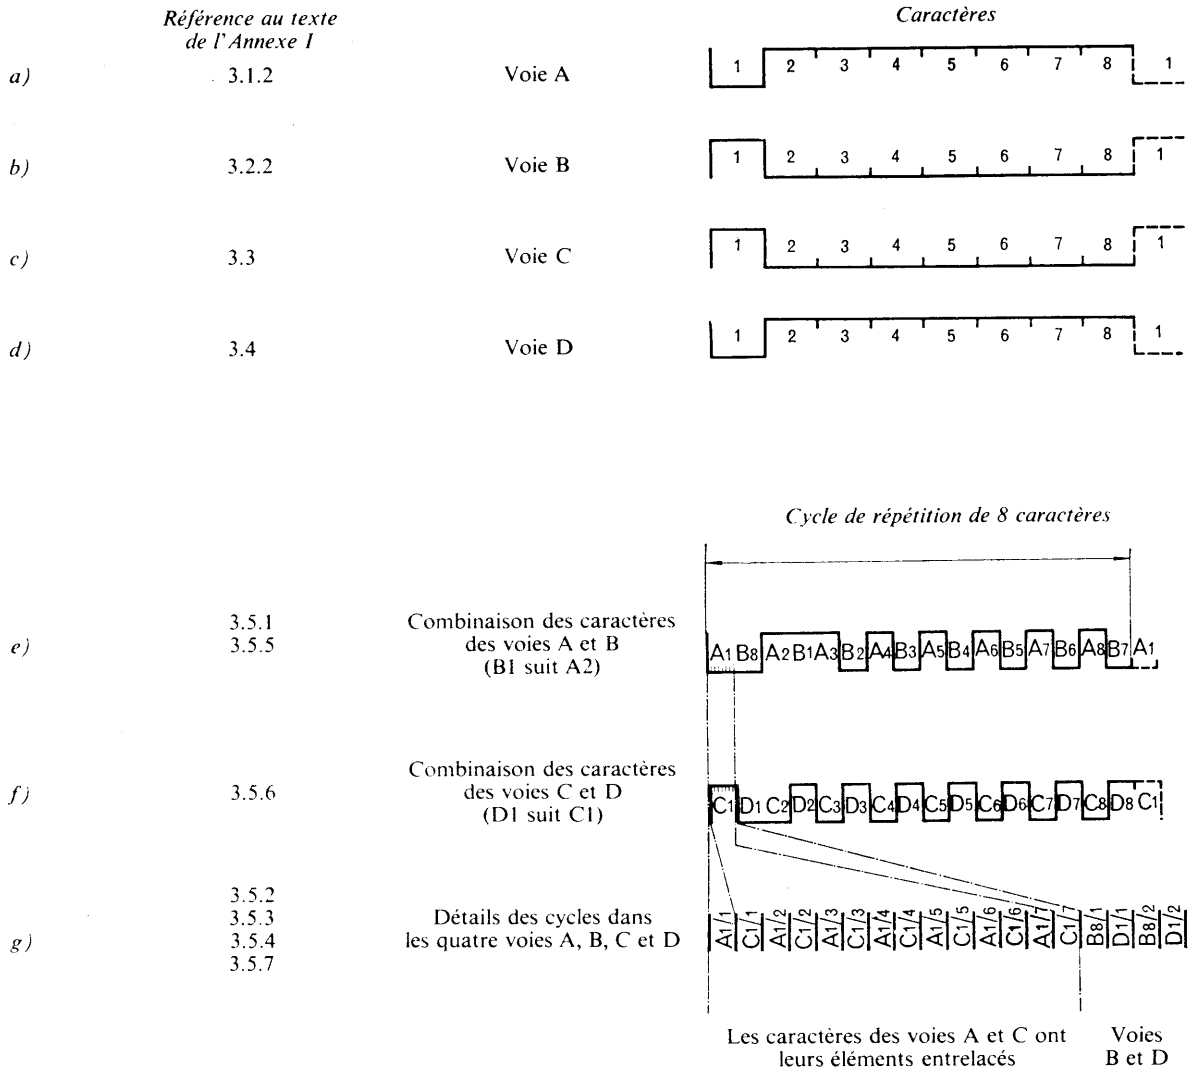 Référence au texte
de l'Annexe I
Caractères
a) 3.1.2 Voie A 1 2 3 4 5 6 7 8 1
b) 3.2.2 Voie B 1 2 3 4 5 6 7 8 1
c) 3.3 Voie C 1 2 3 4 5 6 7 8 1
d) 3.4 Voie D 1 2 3 4 5 6 7 8 1
Cycle de répétition de 8 caractères
e)
3.5.1
3.5.5
Combinaison des caractères
des voies A et B
(B1 suit A2)
A1 B8 A2 B1 A3 B2 A4 B3 A5 B4 A6 B5 A7 B6 A8 B7 A1
f)
3.5.6
Combinaison des caractères
des voies C et D
(D1 suit C1)
C1 D1 C2 D2 C3 D3 C4 D4 C5 D5 C6 D6 C7 D7 C8 D8 C1
g)
3.5.2
3.5.3
3.5.4
3.5.7
Détails des cycles dans
les quatre voies A, B, C et D
A1/1 C1/1 A1/2 C1/2 A1/3 C1/3 A1/4 C1/4 A1/5 C1/5 A1/6 C1/6 A1/7 C1/7 B8/1 D1/1 B8/2 D1/2
Les caractères des voies A et C ont
leurs éléments entrelacés
Voies
B et D